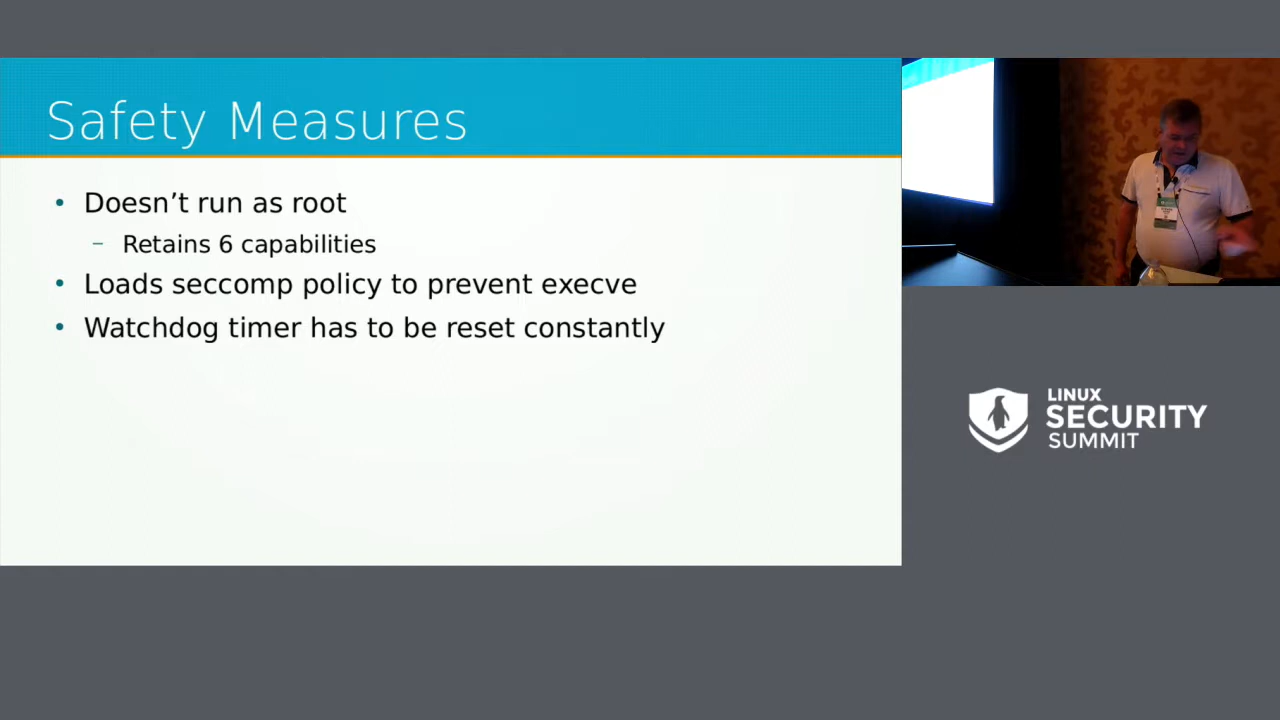 Safety Measures
• Doesn’t run as root
– Retains 6 capabilities
• Loads seccomp policy to prevent execve
• Watchdog timer has to be reset constantly
LINUX
SECURITY
SUMMIT